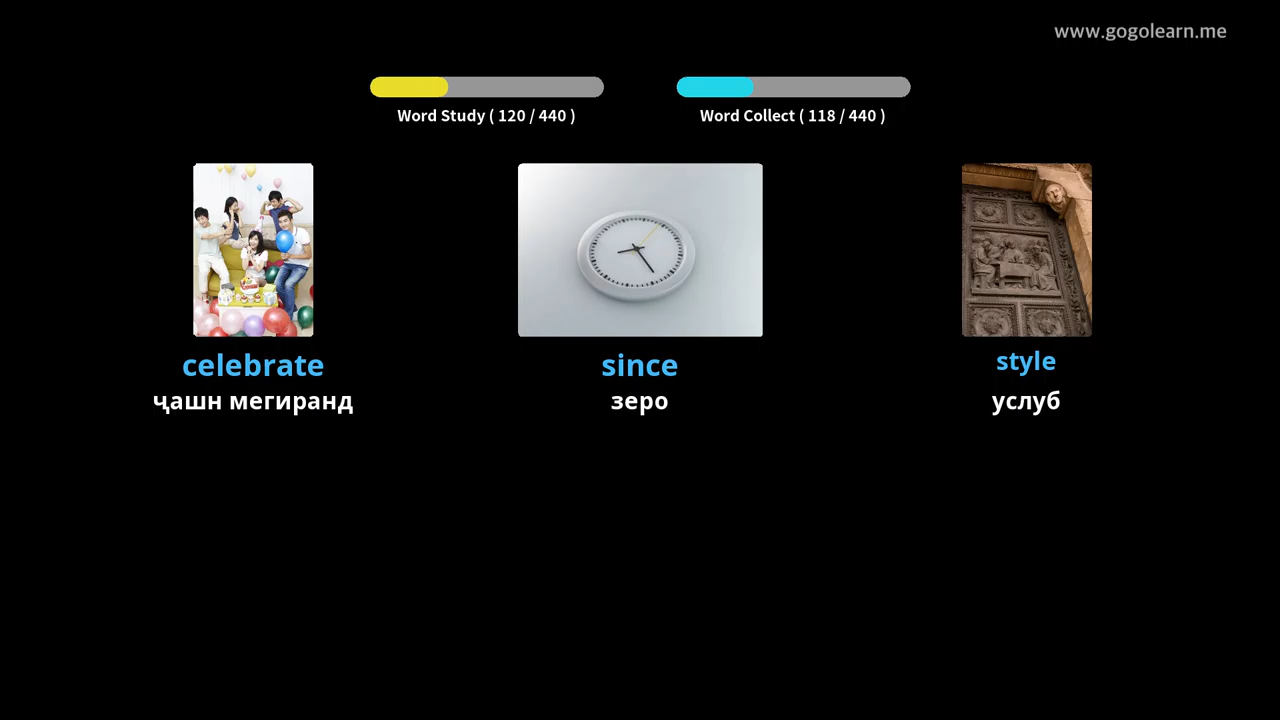 www.gogolearn.me
Word Study ( 120 / 440 )
Word Collect ( 118 / 440 )
celebrate
since
style
ҷашн мегиранд
зеро
услуб